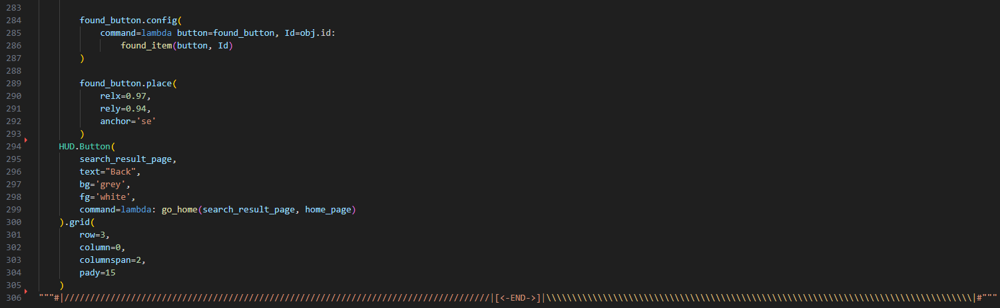 283
284 found_button.config(
285 command=lambda button=found_button, Id=obj.id:
286 found_item(button, Id)
287 )
288
289 found_button.place(
290 relx=0.97,
291 rely=0.94,
292 anchor='se'
293 )
294 HUD.Button(
295 search_result_page,
296 text="Back",
297 bg='grey',
298 fg='white',
299 command=lambda: go_home(search_result_page, home_page)
300 ).grid(
301 row=3,
302 column=0,
303 columnspan=2,
304 pady=15
305 )
306 """#|///////////////////////////////////////////////////////////////////////////////////|[<-END->]|\\\\\\\\\\\\\\\\\\\\\\\\\\\\\\\\\\\\\\\\\\\\\\\\\\\\\\\\\\\\\\\\\\\\\\\\\\\\\\\\\\\|#"""